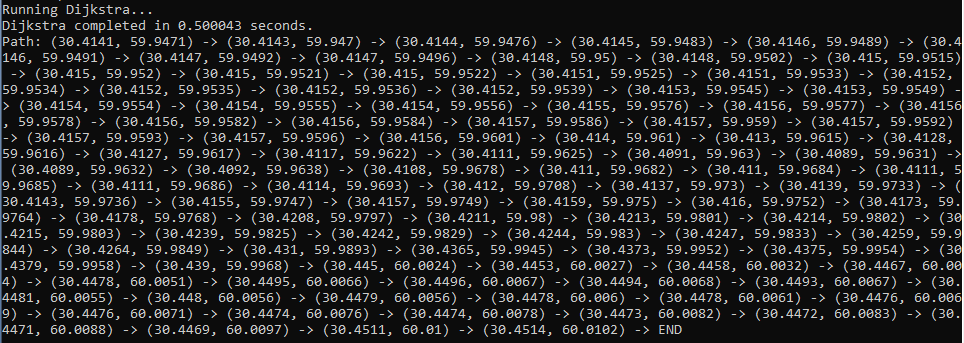 Running Dijkstra...
Dijkstra completed in 0.500043 seconds.
Path: (30.4141, 59.9471) -> (30.4143, 59.947) -> (30.4144, 59.9476) -> (30.4145, 59.9483) -> (30.4146, 59.9489) -> (30.4
146, 59.9491) -> (30.4147, 59.9492) -> (30.4147, 59.9496) -> (30.4148, 59.95) -> (30.4148, 59.9502) -> (30.415, 59.9515)
-> (30.415, 59.952) -> (30.415, 59.9521) -> (30.415, 59.9522) -> (30.4151, 59.9525) -> (30.4151, 59.9533) -> (30.4152,
59.9534) -> (30.4152, 59.9535) -> (30.4152, 59.9536) -> (30.4152, 59.9539) -> (30.4153, 59.9545) -> (30.4153, 59.9549) -
> (30.4154, 59.9554) -> (30.4154, 59.9555) -> (30.4154, 59.9556) -> (30.4155, 59.9576) -> (30.4156, 59.9577) -> (30.4156
, 59.9578) -> (30.4156, 59.9582) -> (30.4156, 59.9584) -> (30.4157, 59.9586) -> (30.4157, 59.959) -> (30.4157, 59.9592)
-> (30.4157, 59.9593) -> (30.4157, 59.9596) -> (30.4156, 59.9601) -> (30.414, 59.961) -> (30.413, 59.9615) -> (30.4128,
59.9616) -> (30.4127, 59.9617) -> (30.4117, 59.9622) -> (30.4111, 59.9625) -> (30.4091, 59.963) -> (30.4089, 59.9631) ->
(30.4089, 59.9632) -> (30.4092, 59.9638) -> (30.4108, 59.9678) -> (30.411, 59.9682) -> (30.411, 59.9684) -> (30.4111, 5
9.9685) -> (30.4111, 59.9686) -> (30.4114, 59.9693) -> (30.412, 59.9708) -> (30.4137, 59.973) -> (30.4139, 59.9733) -> (
30.4143, 59.9736) -> (30.4155, 59.9747) -> (30.4157, 59.9749) -> (30.4159, 59.975) -> (30.416, 59.9752) -> (30.4173, 59.
9764) -> (30.4178, 59.9768) -> (30.4208, 59.9797) -> (30.4211, 59.98) -> (30.4213, 59.9801) -> (30.4214, 59.9802) -> (30
.4215, 59.9803) -> (30.4239, 59.9825) -> (30.4242, 59.9829) -> (30.4244, 59.983) -> (30.4247, 59.9833) -> (30.4259, 59.9
844) -> (30.4264, 59.9849) -> (30.431, 59.9893) -> (30.4365, 59.9945) -> (30.4373, 59.9952) -> (30.4375, 59.9954) -> (30
.4379, 59.9958) -> (30.439, 59.9968) -> (30.445, 60.0024) -> (30.4453, 60.0027) -> (30.4458, 60.0032) -> (30.4467, 60.00
4) -> (30.4478, 60.0051) -> (30.4495, 60.0066) -> (30.4496, 60.0067) -> (30.4494, 60.0068) -> (30.4493, 60.0067) -> (30.
4481, 60.0055) -> (30.448, 60.0056) -> (30.4479, 60.0056) -> (30.4478, 60.006) -> (30.4478, 60.0061) -> (30.4476, 60.006
9) -> (30.4476, 60.0071) -> (30.4474, 60.0076) -> (30.4474, 60.0078) -> (30.4473, 60.0082) -> (30.4472, 60.0083) -> (30.
4471, 60.0088) -> (30.4469, 60.0097) -> (30.4511, 60.01) -> (30.4514, 60.0102) -> END